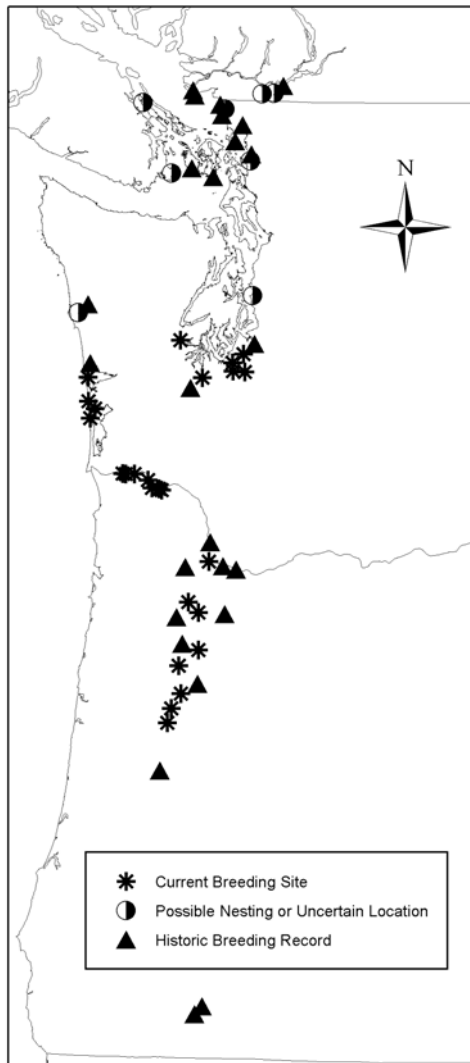 N
Current Breeding Site
Possible Nesting or Uncertain Location
Historic Breeding Record